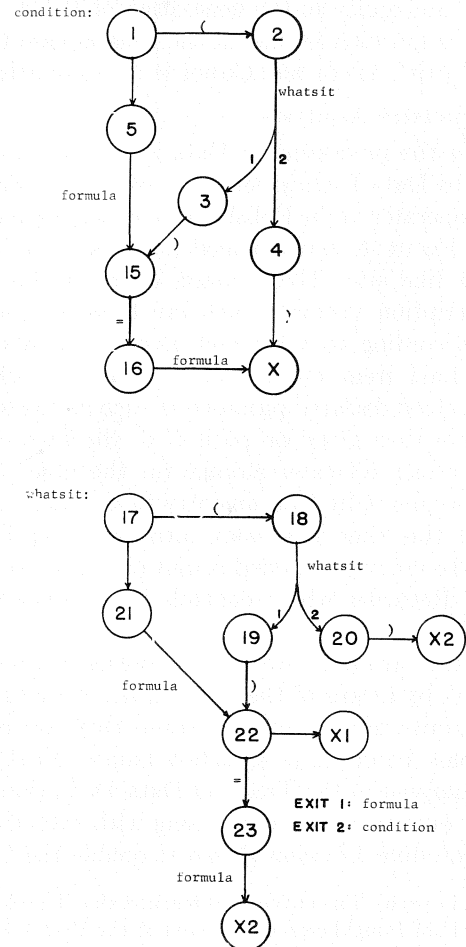 condition:
1 ( 2
whatsit
5
1 2
formula
3
)
4
15
=
)
16 formula X
whatsit:
17 ( 18
whatsit
21
1 2
19 20 ) X2
formula
)
22 X1
=
EXIT 1: formula
23
EXIT 2: condition
formula
X2